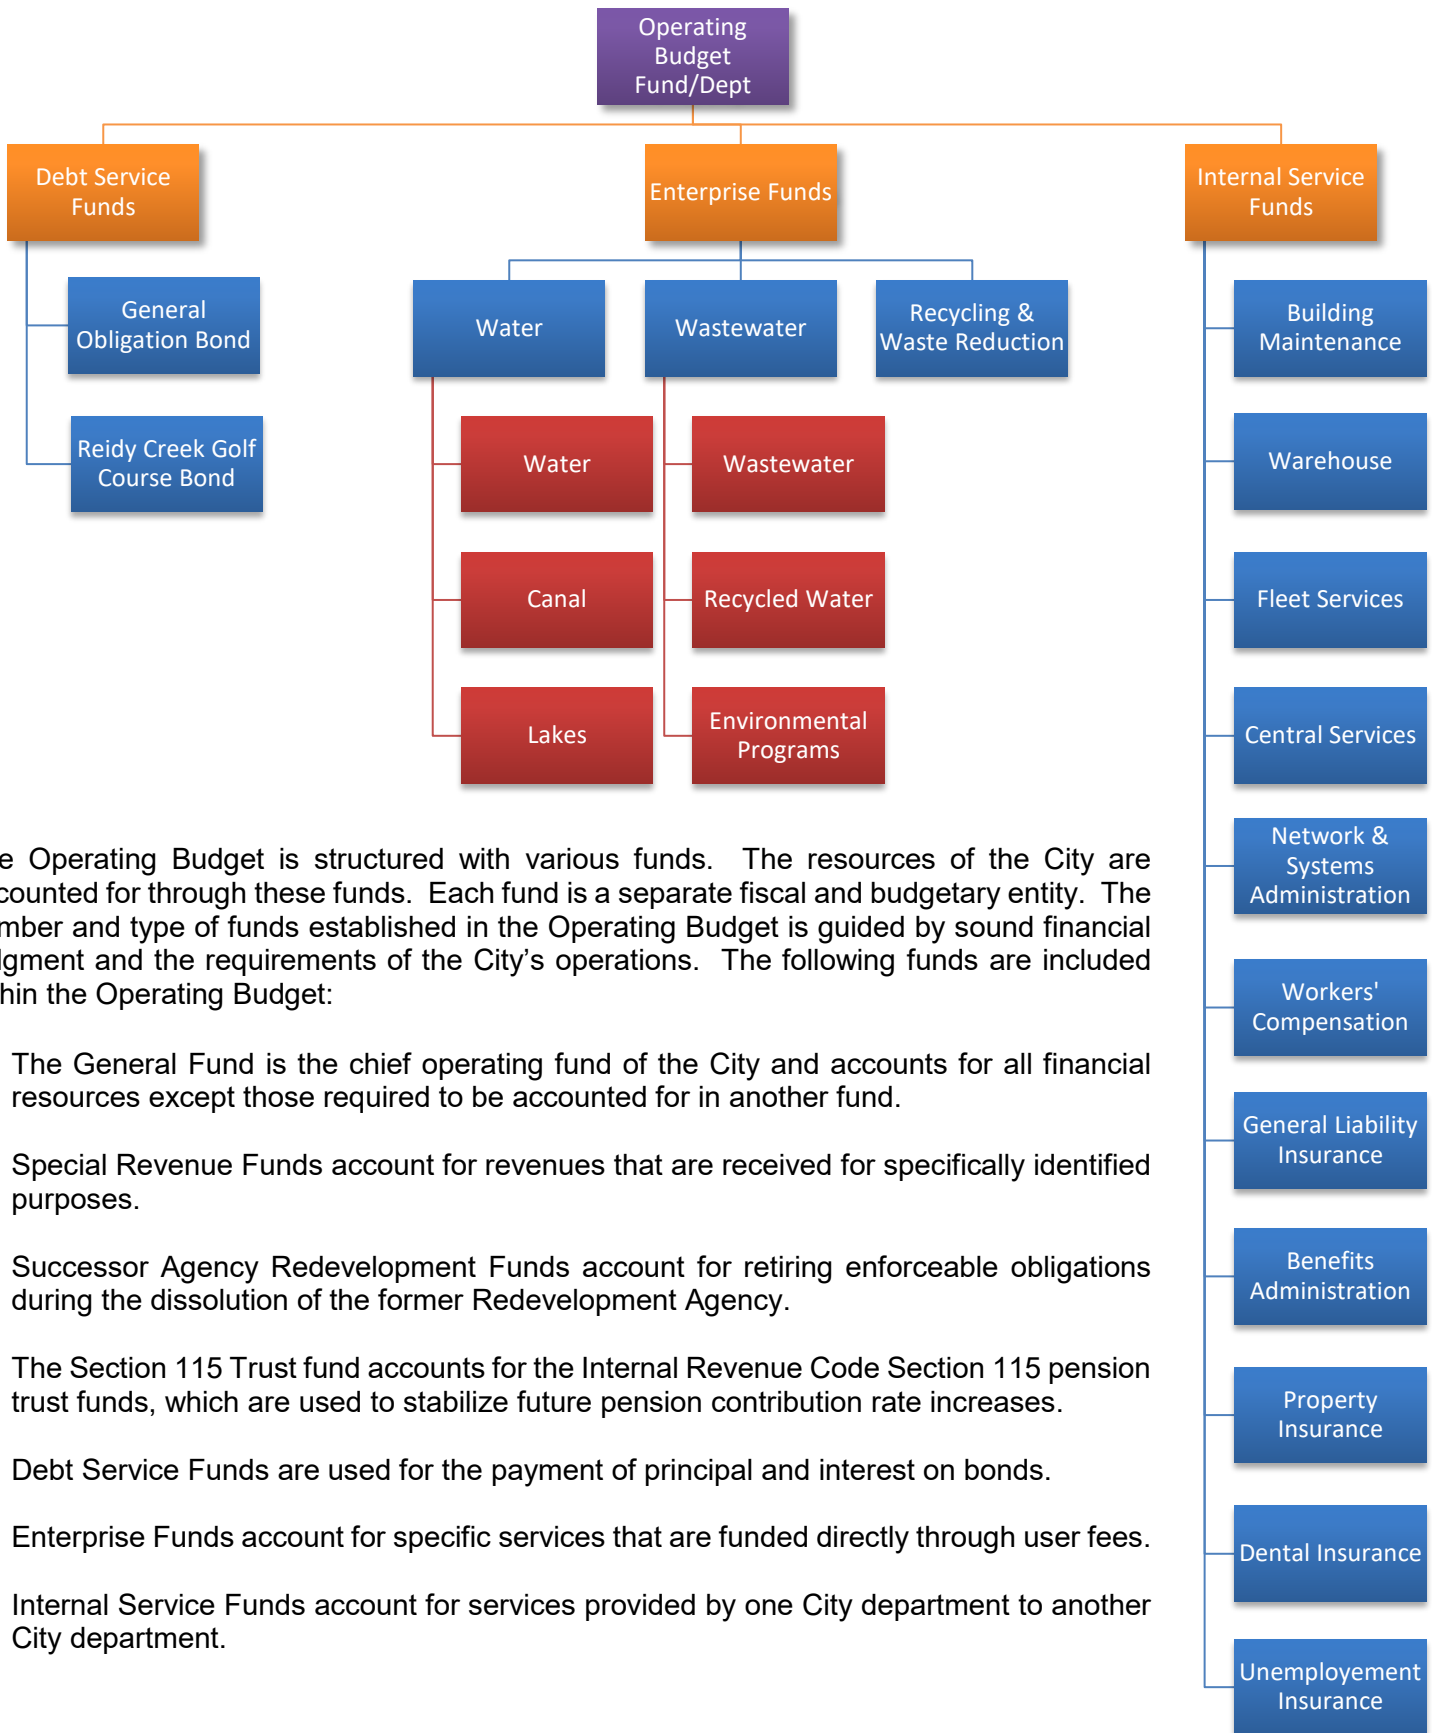 Operating
Budget
Fund/Dept
Debt Service
Funds
Enterprise Funds
Internal Service
Funds
General
Obligation Bond
Reidy Creek Golf
Course Bond
Water
Wastewater
Recycling &
Waste Reduction
Water
Canal
Lakes
Wastewater
Recycled Water
Environmental
Programs
Building
Maintenance
Warehouse
Fleet Services
Central Services
Network &
Systems
Administration
Workers'
Compensation
General Liability
Insurance
Benefits
Administration
Property
Insurance
Dental Insurance
Unemployement
Insurance
e Operating Budget is structured with various funds. The resources of the City are
counted for through these funds. Each fund is a separate fiscal and budgetary entity. The
mber and type of funds established in the Operating Budget is guided by sound financial
dgment and the requirements of the City's operations. The following funds are included
thin the Operating Budget:
The General Fund is the chief operating fund of the City and accounts for all financial
resources except those required to be accounted for in another fund.
Special Revenue Funds account for revenues that are received for specifically identified
purposes.
Successor Agency Redevelopment Funds account for retiring enforceable obligations
during the dissolution of the former Redevelopment Agency.
The Section 115 Trust fund accounts for the Internal Revenue Code Section 115 pension
trust funds, which are used to stabilize future pension contribution rate increases.
Debt Service Funds are used for the payment of principal and interest on bonds.
Enterprise Funds account for specific services that are funded directly through user fees.
Internal Service Funds account for services provided by one City department to another
City department.